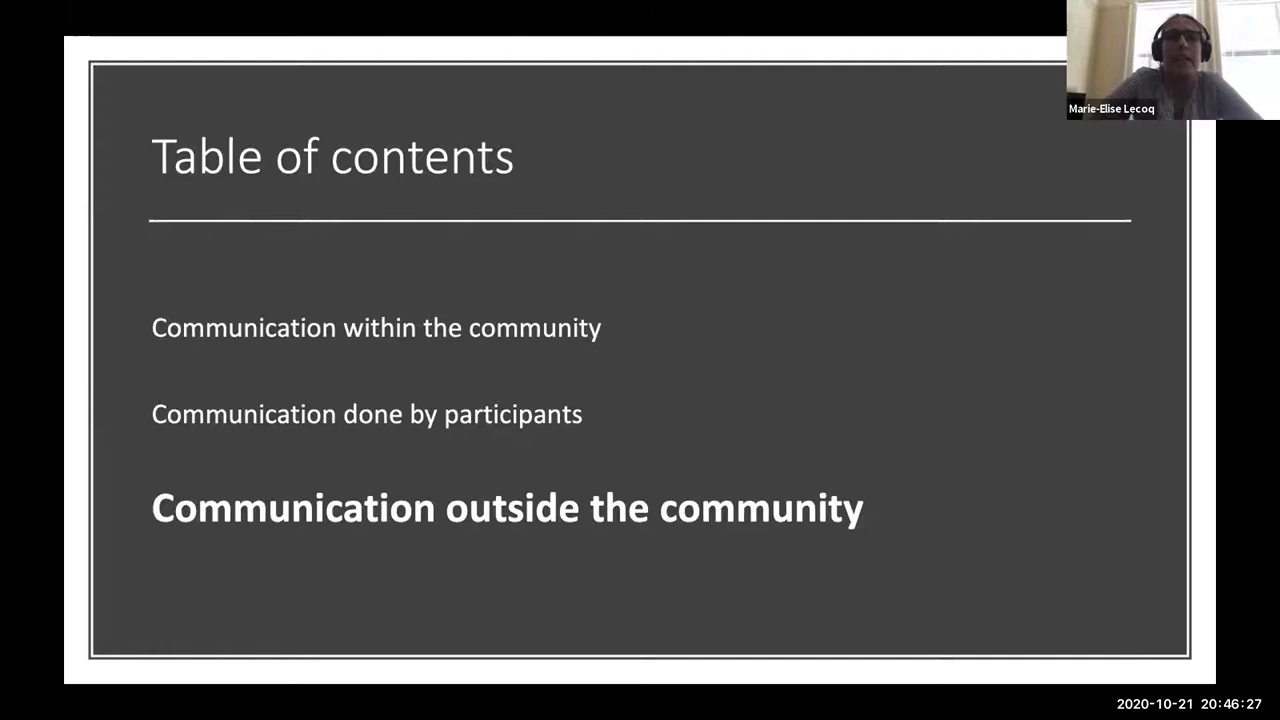 Marie-Elise Lecoq
Table of contents
Communication within the community
Communication done by participants
Communication outside the community
2020-10-21 20:46:27